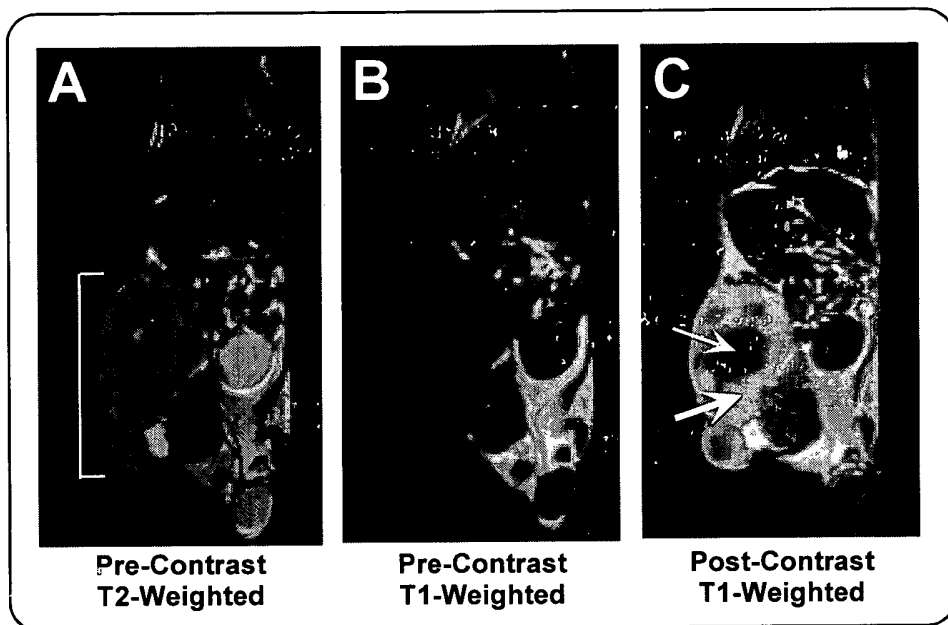 A
B
C
Pre-Contrast
T2-Weighted
Pre-Contrast
T1-Weighted
Post-Contrast
T1-Weighted